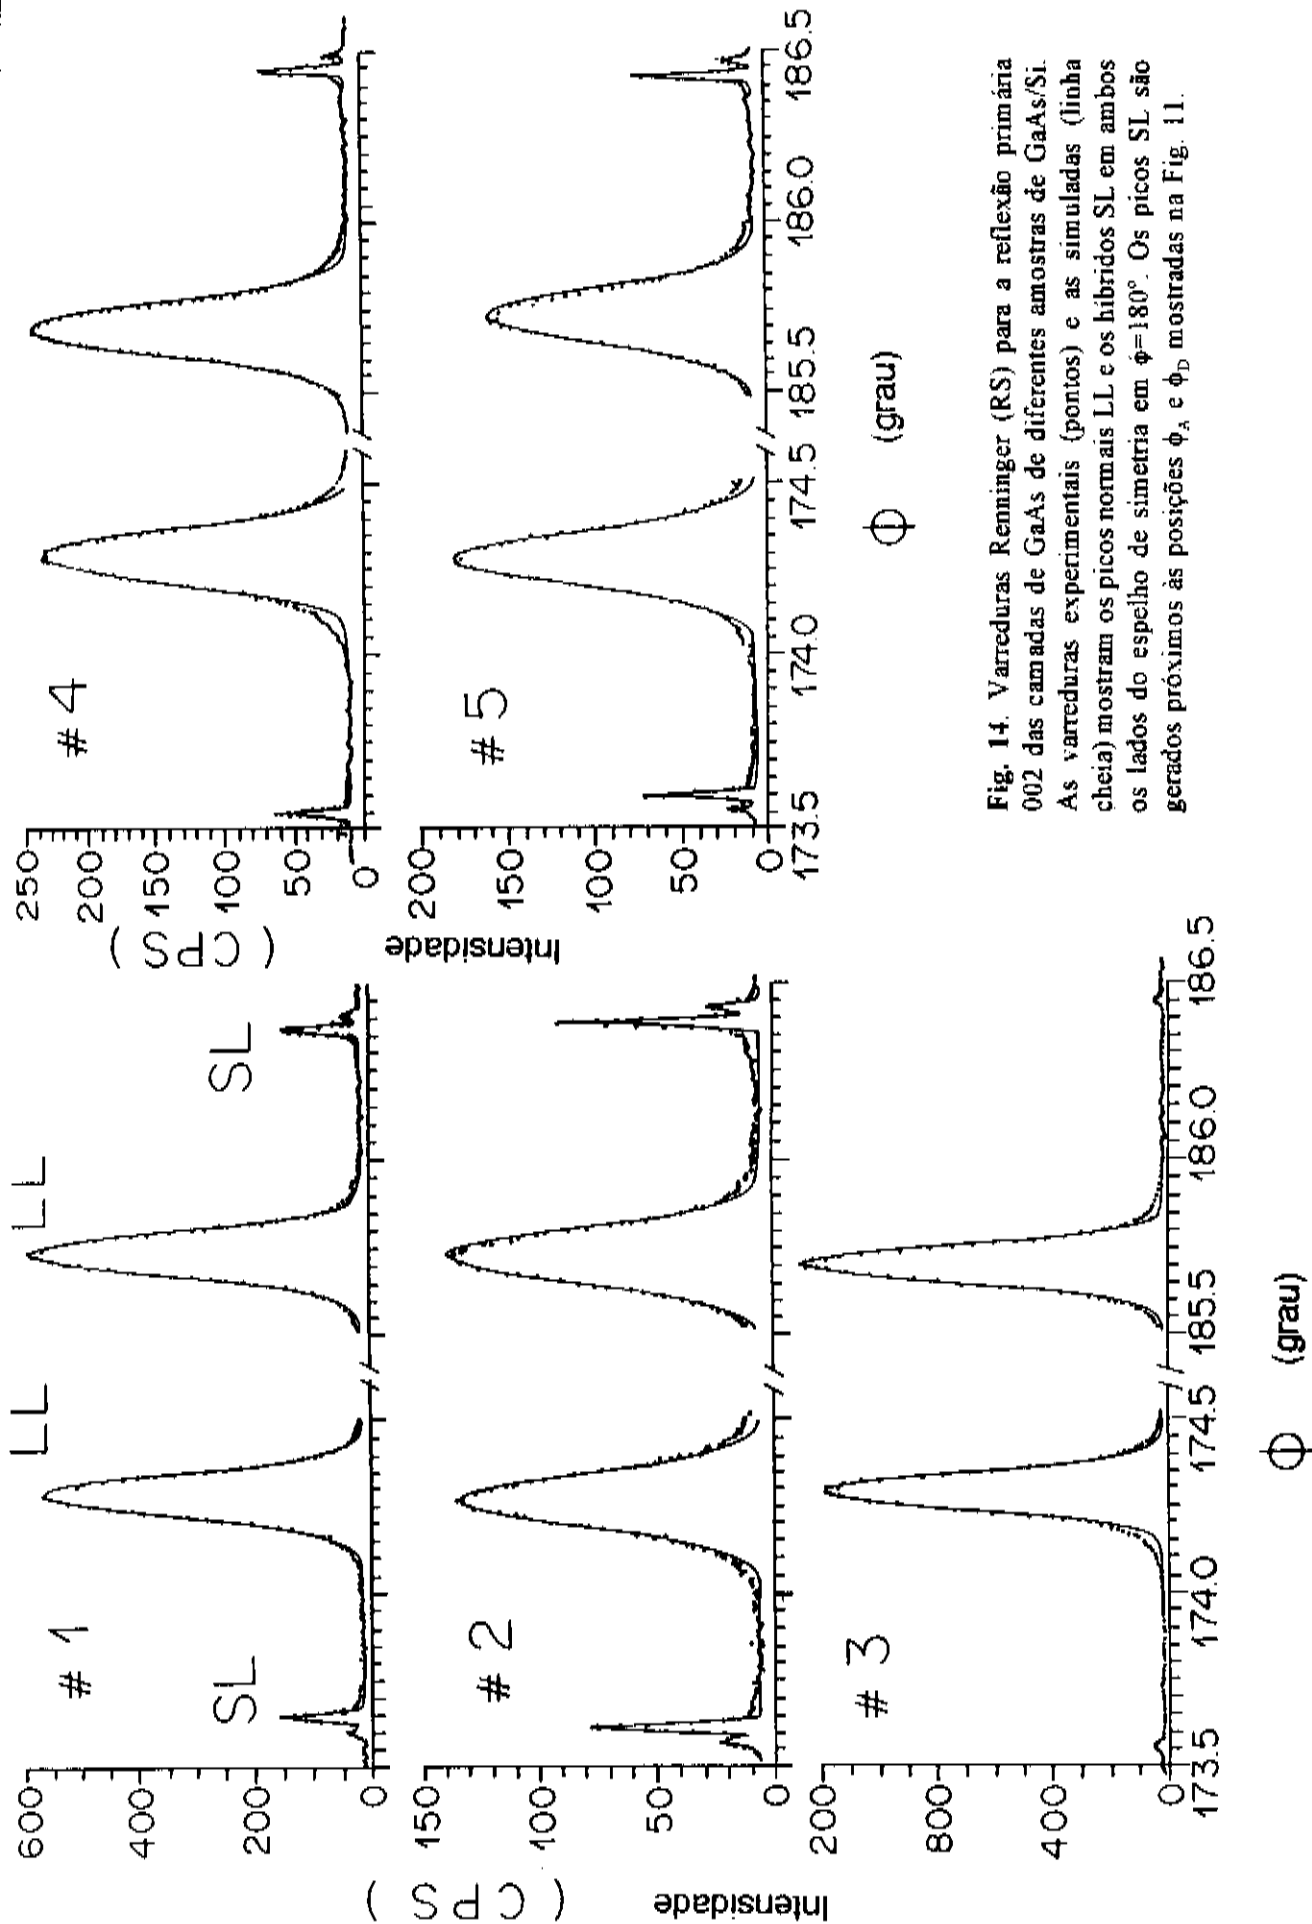 LL
LL
# 1
SL
SL
600
400
200
0
# 2
150
100
50
0
( CPS )
Intensidade
# 3
200
800
400
0
173.5
174.0
174.5
185.5
186.0
186.5
Φ (grau)
# 4
250
200
150
100
50
0
( CPS )
Intensidade
# 5
200
150
100
50
0
173.5
174.0
174.5
185.5
186.0
186.5
Φ (grau)
Fig. 14. Varreduras Renninger (RS) para a reflexão primária
002 das camadas de GaAs de diferentes amostras de GaAs/Si.
As varreduras experimentais (pontos) e as simuladas (linha
cheia) mostram os picos normais LL e os híbridos SL em ambos
os lados do espelho de simetria em ϕ=180°. Os picos SL são
gerados próximos às posições ϕA e ϕD mostradas na Fig. 11.